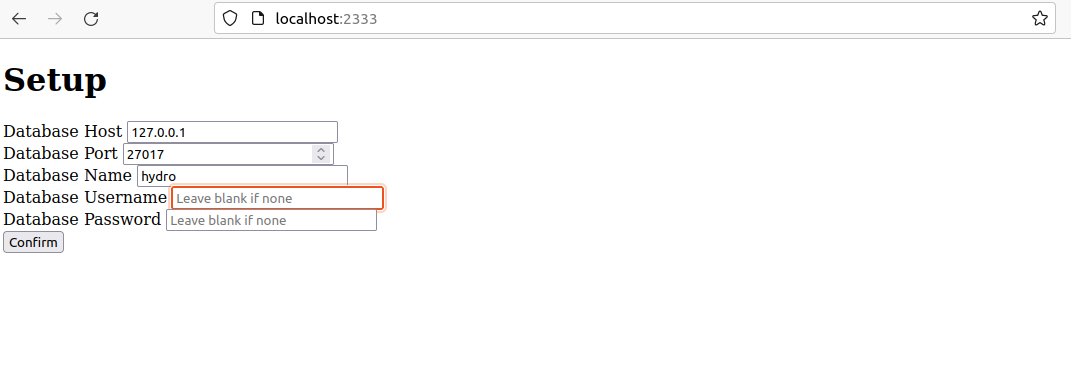 localhost:2333
Setup
Database Host 127.0.0.1
Database Port 27017
Database Name hydro
Database Username Leave blank if none
Database Password Leave blank if none
Confirm